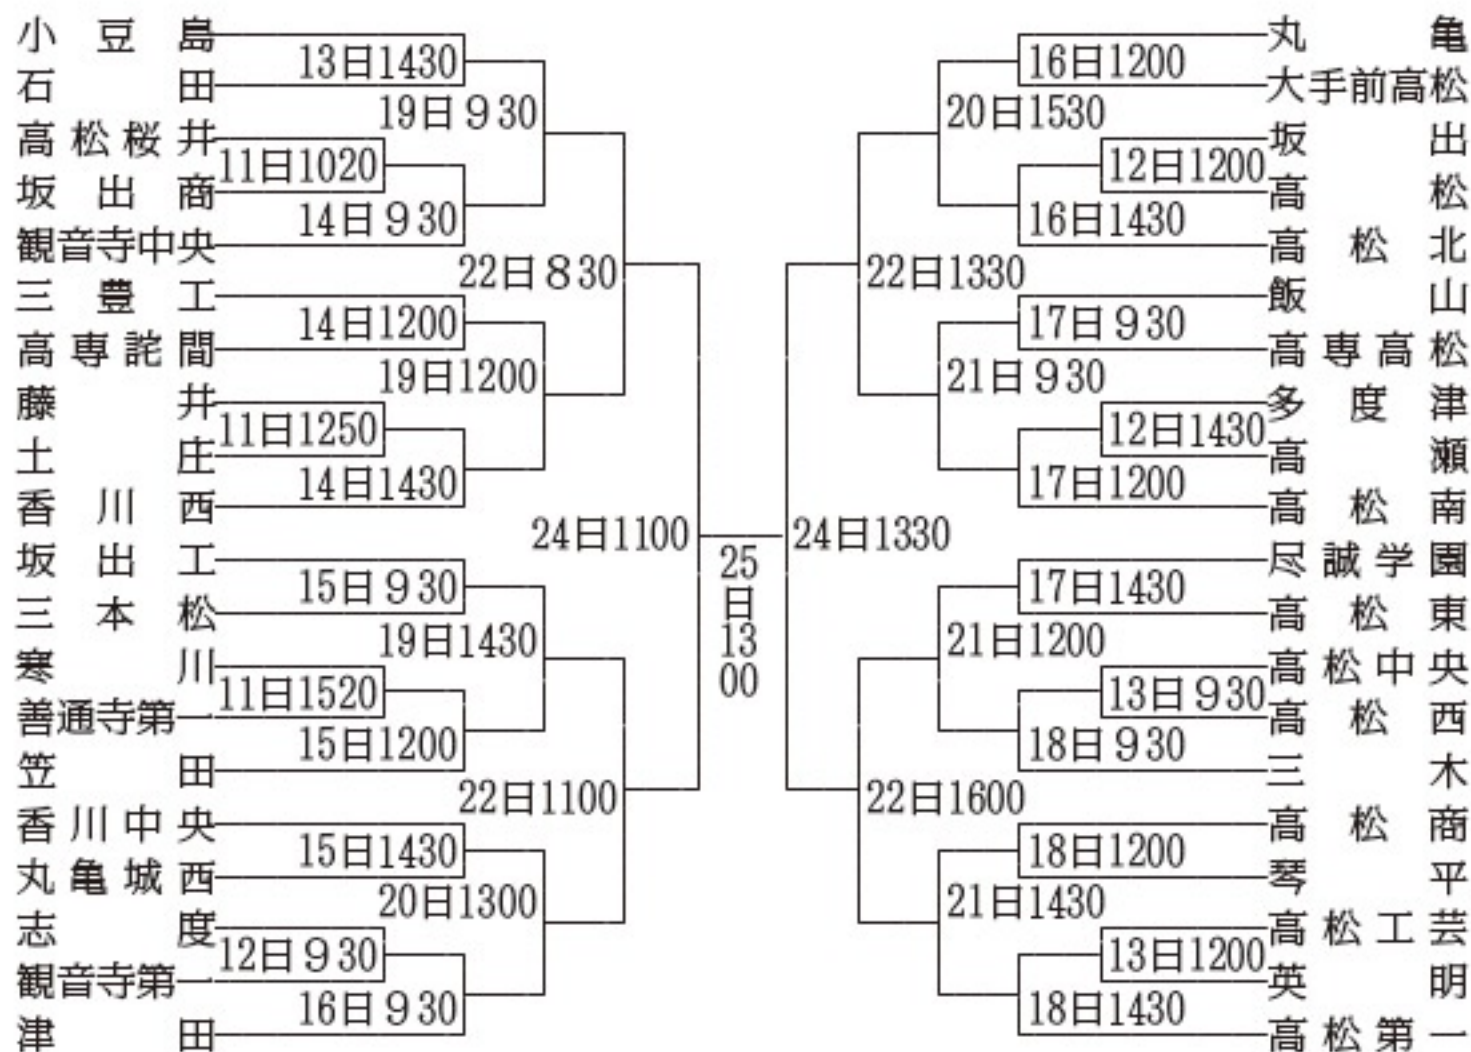 小豆島
13日1430
石田
19日930
高松桜井
11日1020
坂出商
14日930
観音寺中央
22日830
三豊工
14日1200
高専詫間
19日1200
藤井
11日1250
土庄
14日1430
香川西
24日1100
坂出工
15日930
三本松
19日1430
寒川
11日1520
善通寺第一
15日1200
笠田
22日1100
香川中央
15日1430
丸亀城西
20日1300
志度
12日930
観音寺第一
16日930
津田
25日1300
丸亀
16日1200
大手前高松
20日1530
坂出
12日1200
高松
16日1430
高松北
22日1330
飯山
17日930
高専高松
21日930
多度津
12日1430
高瀬
17日1200
高松南
24日1330
尽誠学園
17日1430
高松東
21日1200
高松中央
13日930
高松西
18日930
三木
22日1600
高松商
18日1200
琴平
21日1430
高松工芸
13日1200
英明
18日1430
高松第一